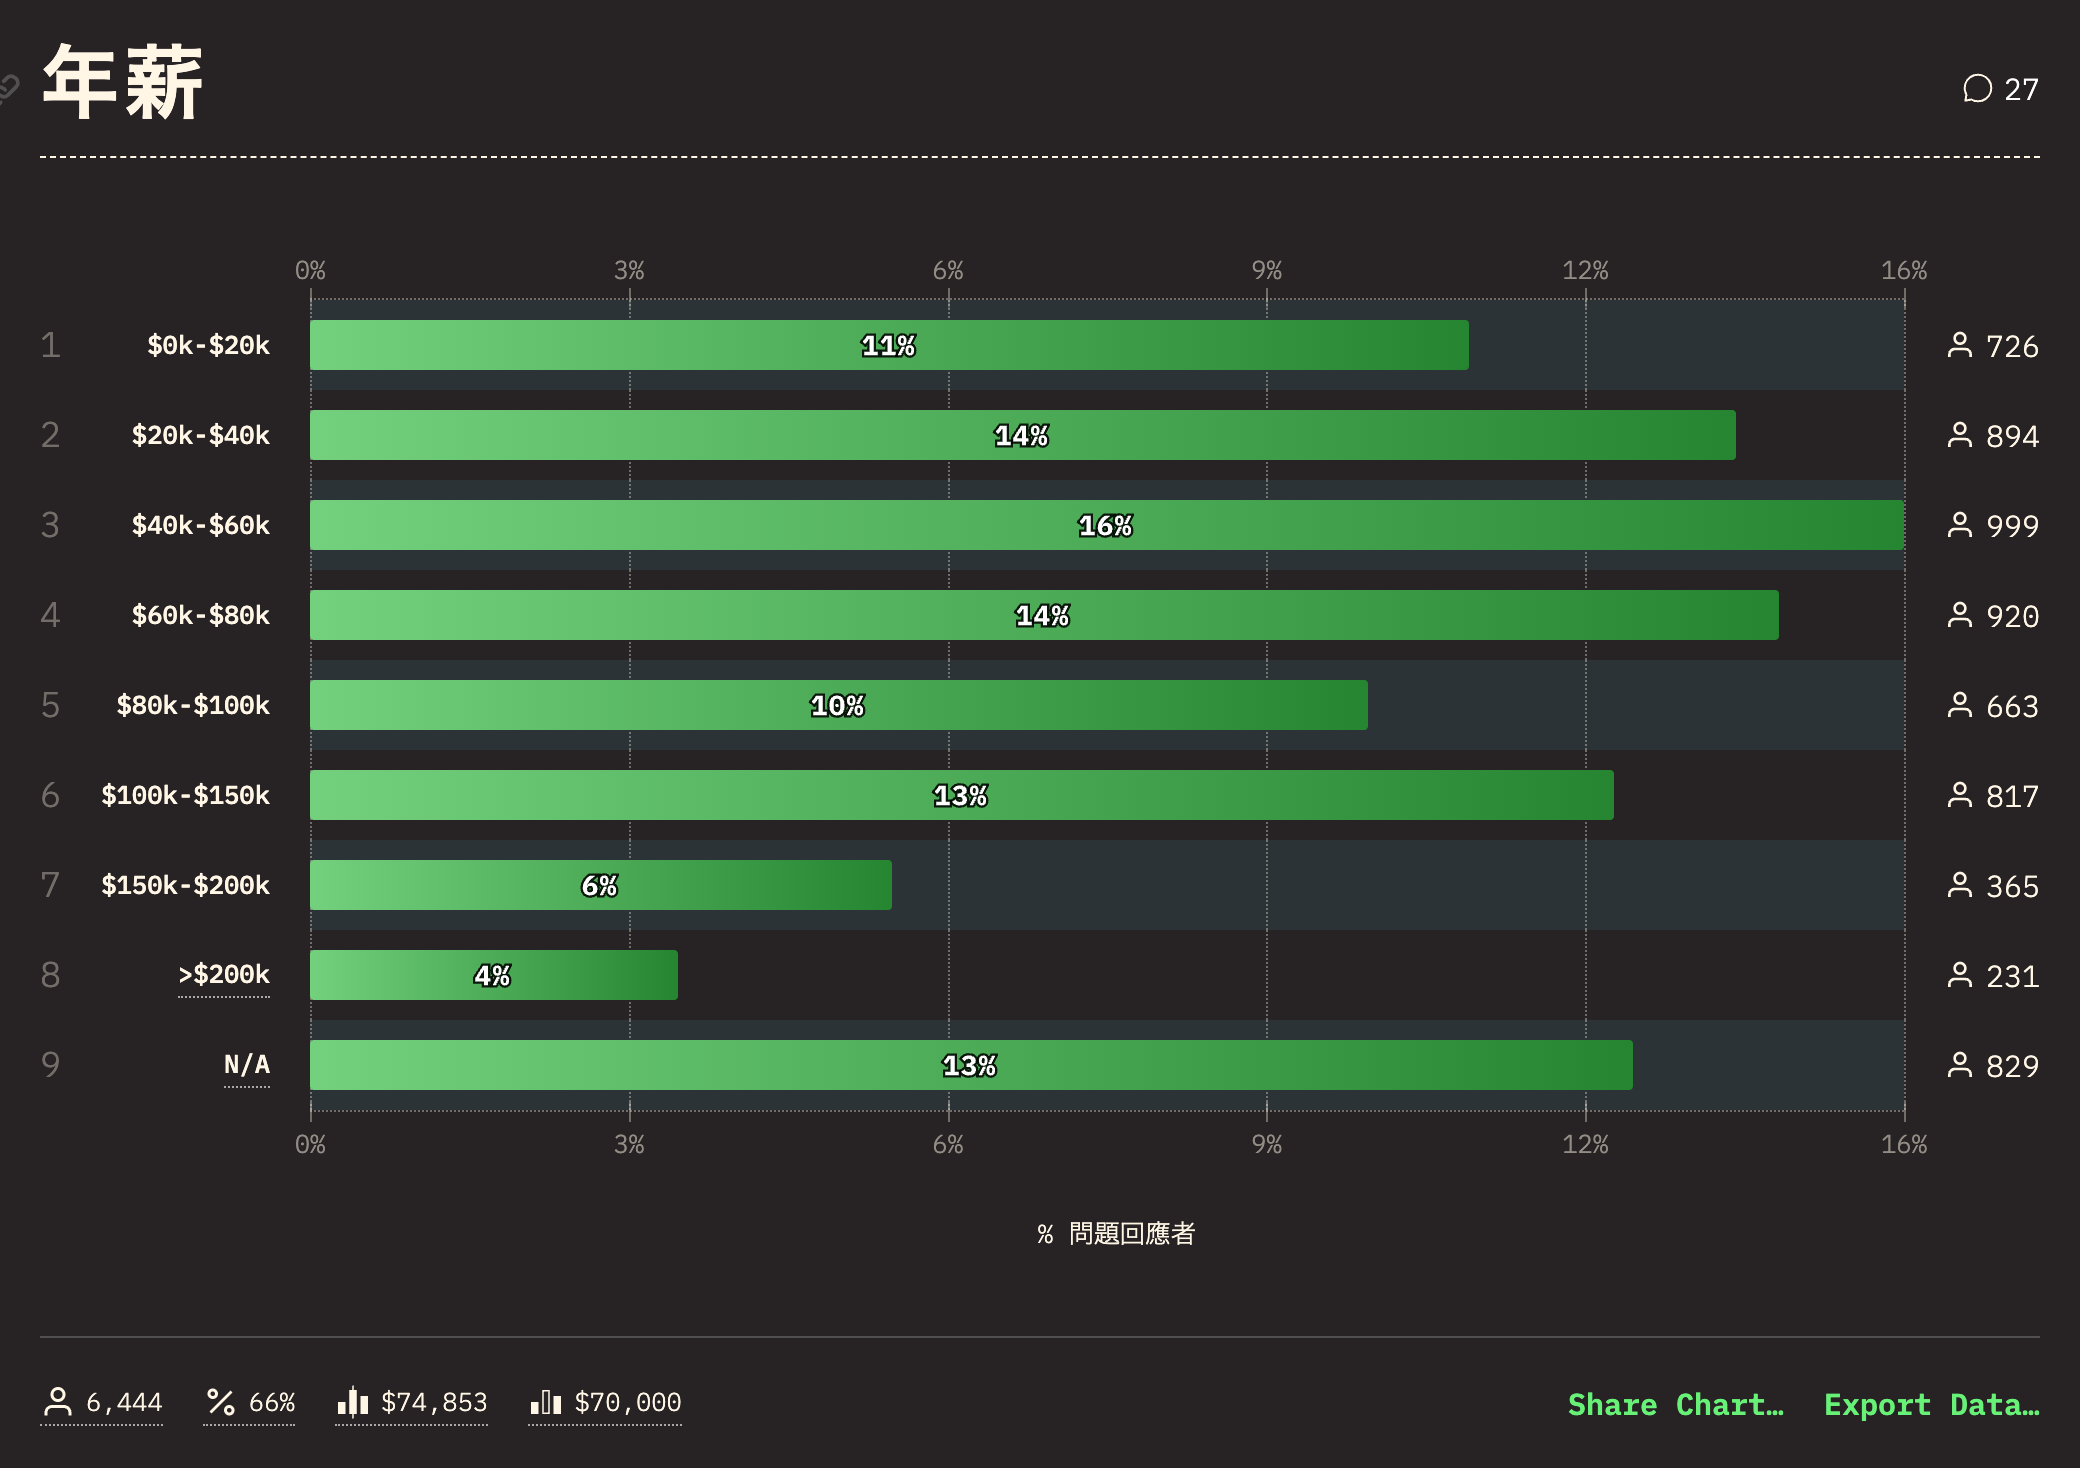 年薪
27
0% 3% 6% 9% 12% 16%
1 $0k-$20k 11% 726
2 $20k-$40k 14% 894
3 $40k-$60k 16% 999
4 $60k-$80k 14% 920
5 $80k-$100k 10% 663
6 $100k-$150k 13% 817
7 $150k-$200k 6% 365
8 >$200k 4% 231
9 N/A 13% 829
0% 3% 6% 9% 12% 16%
% 問題回應者
6,444 66% $74,853 $70,000 Share Chart… Export Data…